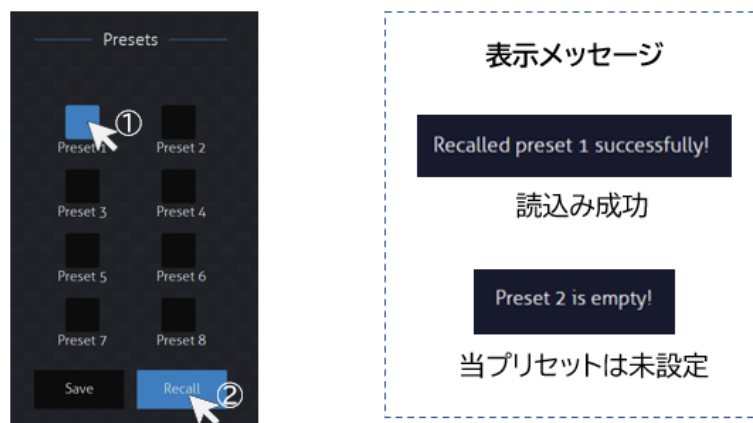 Presets
①
Preset 1 Preset 2
Preset 3 Preset 4
Preset 5 Preset 6
Preset 7 Preset 8
Save Recall ②
表示メッセージ
Recalled preset 1 successfully!
読込み成功
Preset 2 is empty!
当プリセットは未設定